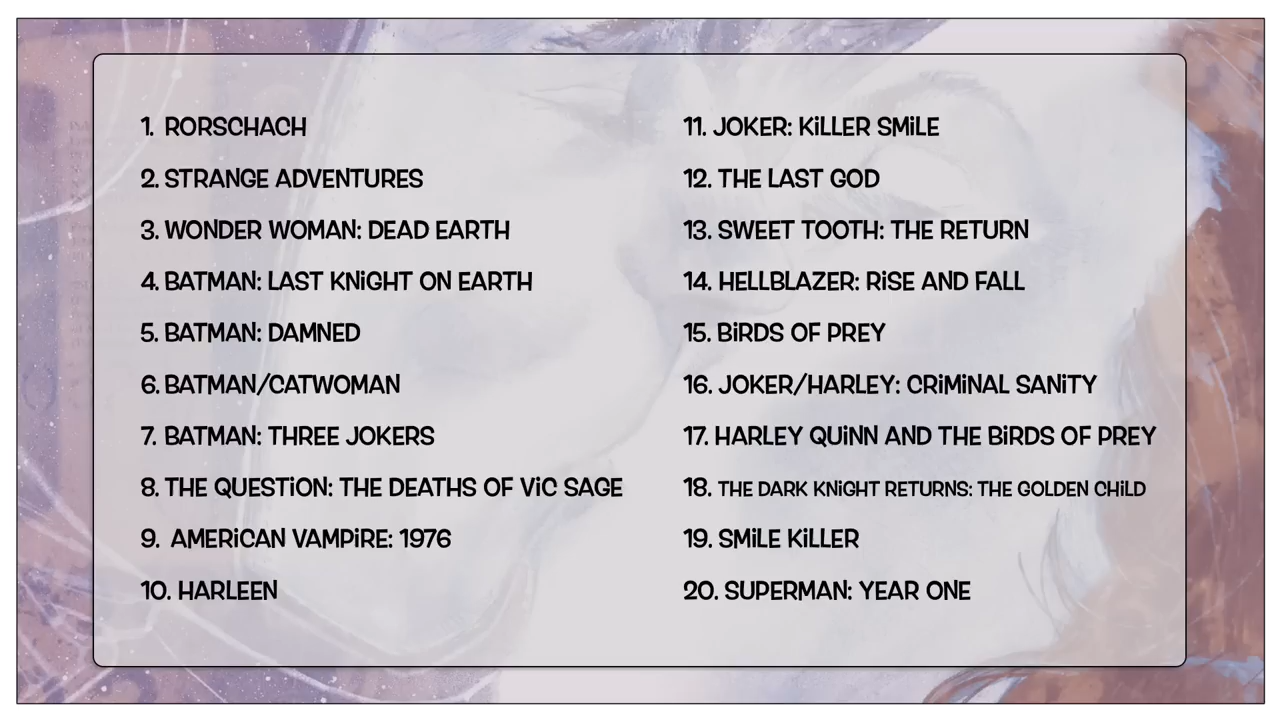 1. RORSCHACH
2. STRANGE ADVENTURES
3. WONDER WOMAN: DEAD EARTH
4. BATMAN: LAST KNiGHT ON EARTH
5. BATMAN: DAMNED
6. BATMAN/CATWOMAN
7. BATMAN: THREE JOKERS
8. THE QUESTiON: THE DEATHS OF ViC SAGE
9. AMERiCAN VAMPiRE: 1976
10. HARLEEN
11. JOKER: KiLLER SMiLE
12. THE LAST GOD
13. SWEET TOOTH: THE RETURN
14. HELLBLAZER: RiSE AND FALL
15. BiRDS OF PREY
16. JOKER/HARLEY: CRiMiNAL SANiTY
17. HARLEY QUiNN AND THE BiRDS OF PREY
18. THE DARK KNiGHT RETURNS: THE GOLDEN CHiLD
19. SMiLE KiLLER
20. SUPERMAN: YEAR ONE